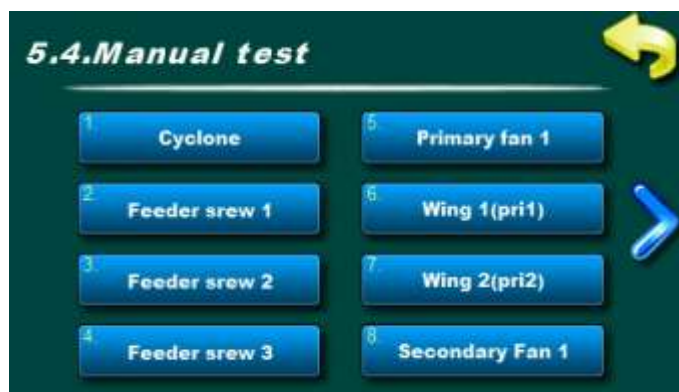 5.4.Manual test
1. Cyclone
2. Feeder srew 1
3. Feeder srew 2
4. Feeder srew 3
5. Primary fan 1
6. Wing 1(pri1)
7. Wing 2(pri2)
8. Secondary Fan 1